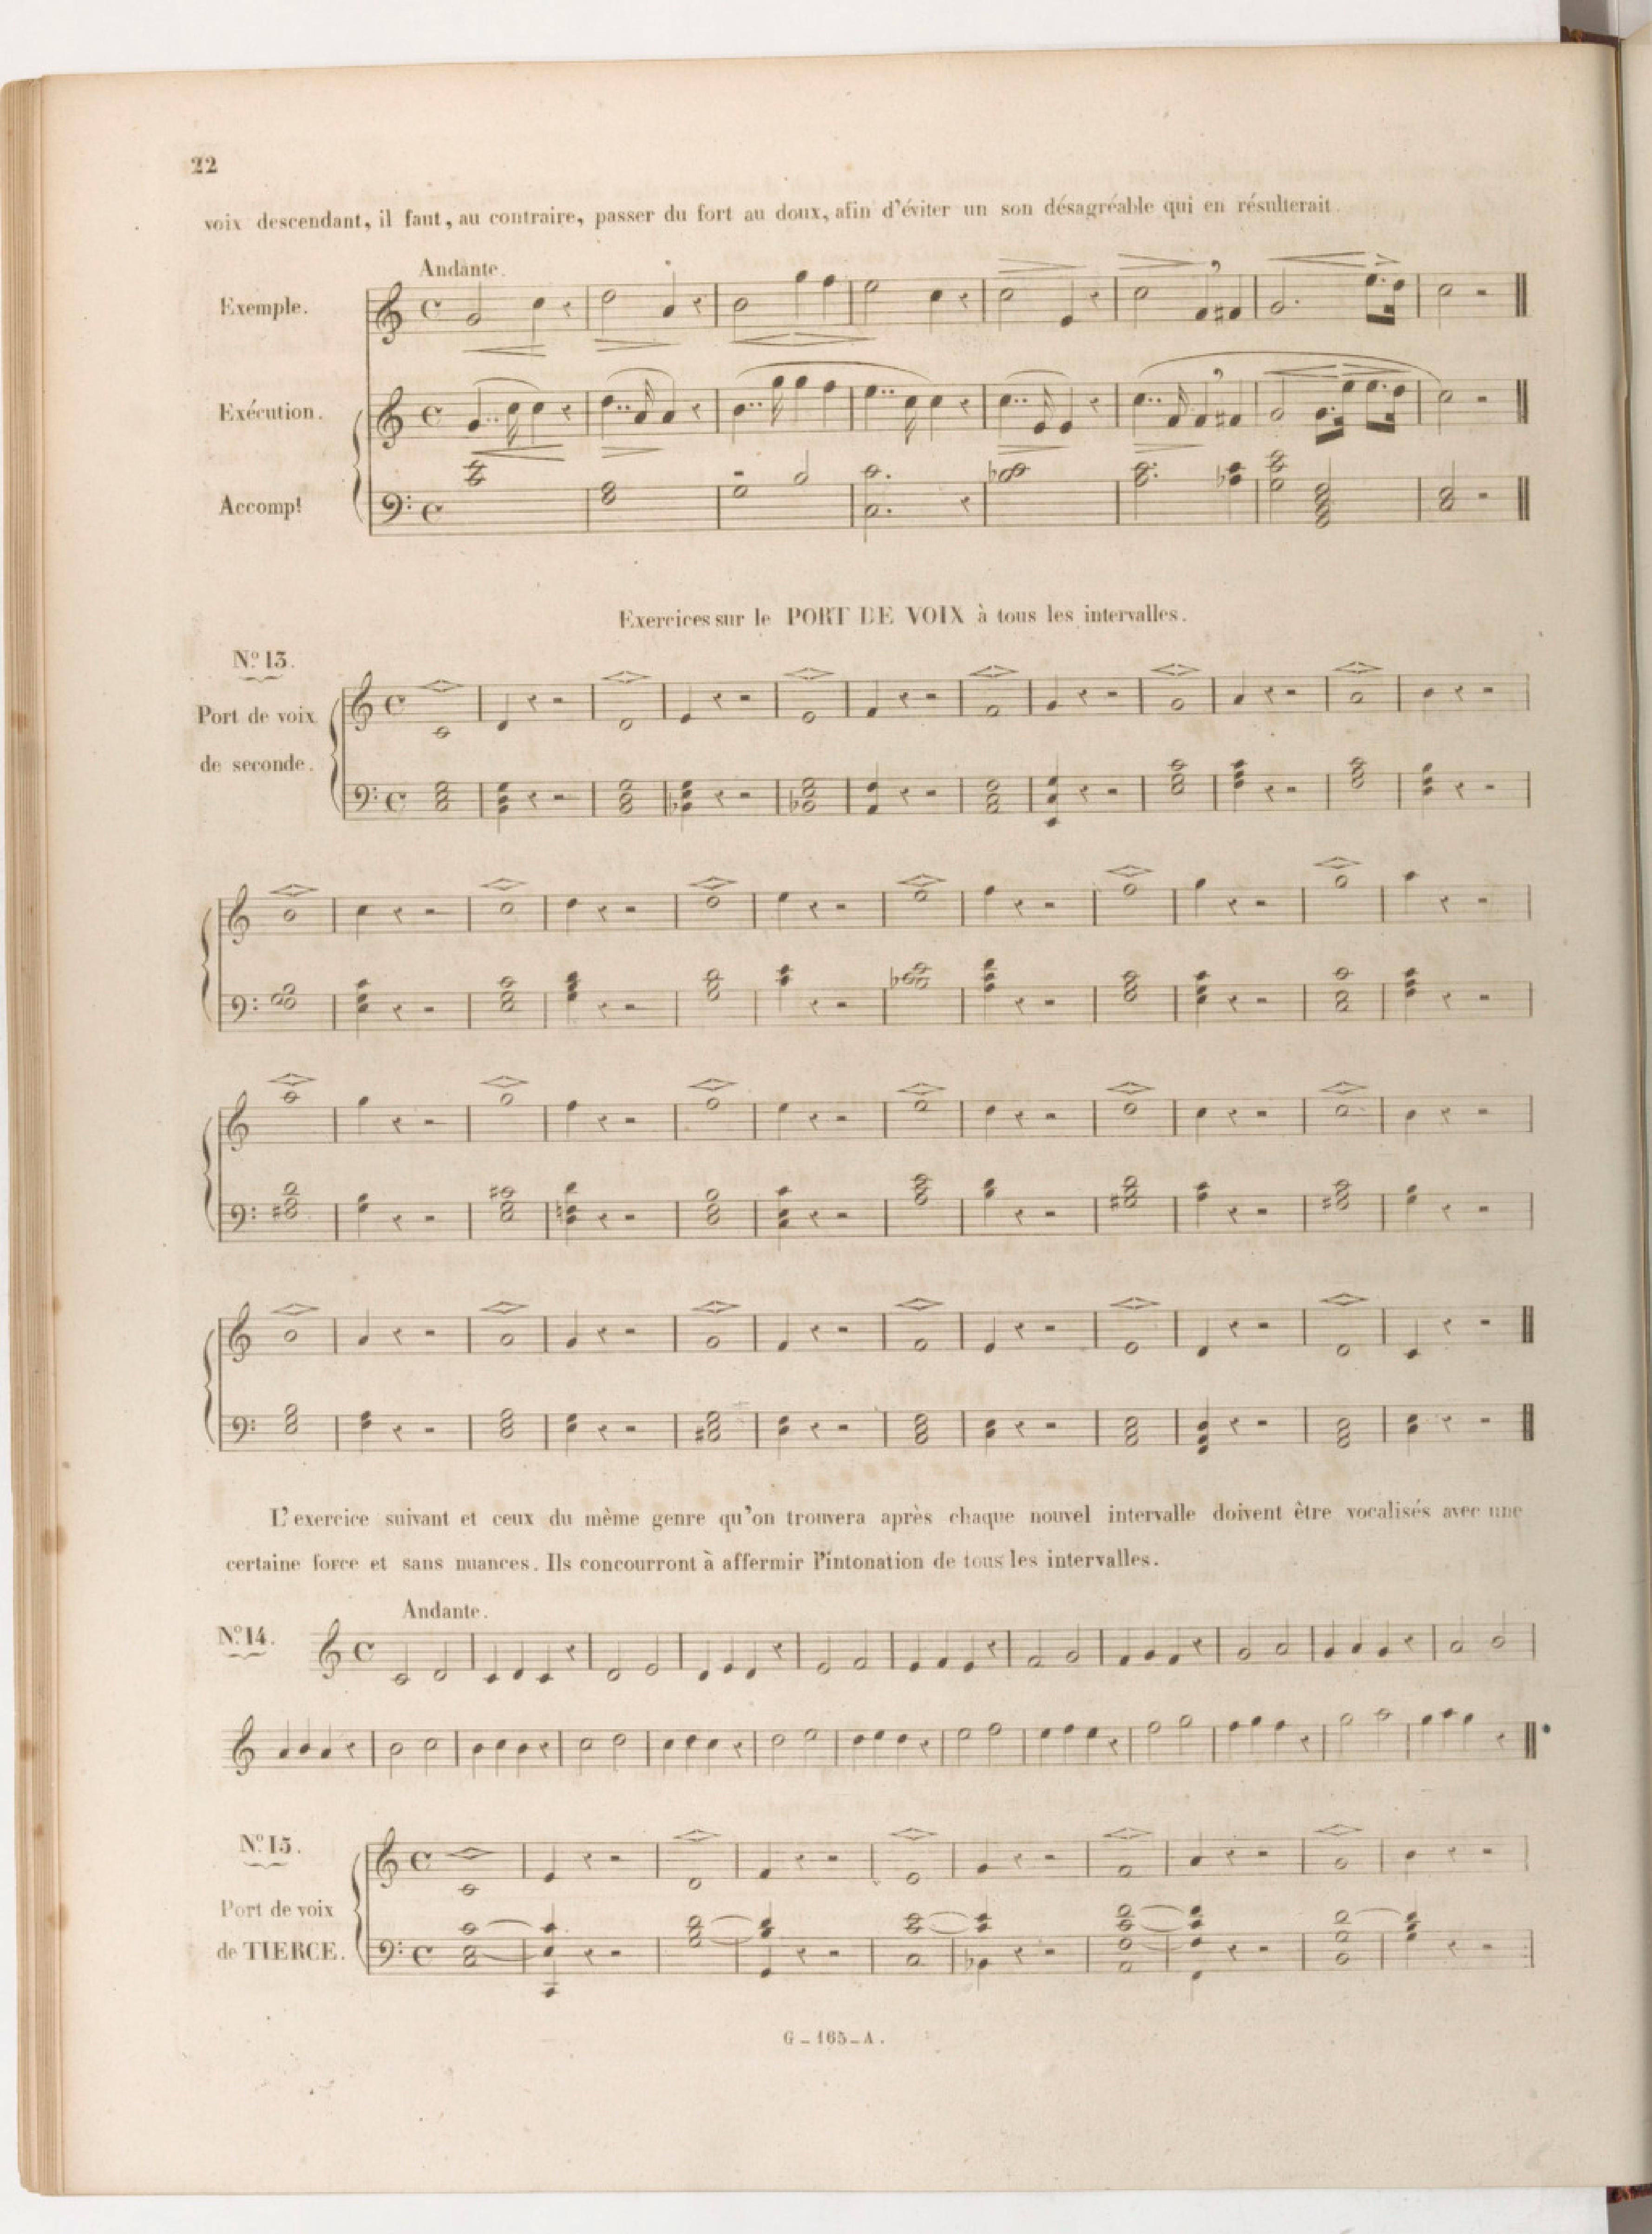 22
voix descendant, il faut, au contraire, passer du fort au doux, afin d'éviter un son désagréable qui en résulterait.
Andante.
Exemple.
Exécution.
Accompt
Exercices sur le PORT DE VOIX à tous les intervalles.
No. 13.
Port de voix
de seconde.
L'exercice suivant et ceux du même genre qu'on trouvera après chaque nouvel intervalle doivent être vocalisés avec une
certaine force et sans nuances. Ils concourront à affermir l'intonation de tous les intervalles.
Andante.
No. 14.
No. 15.
Port de voix
de TIERCE.
G_165_A.